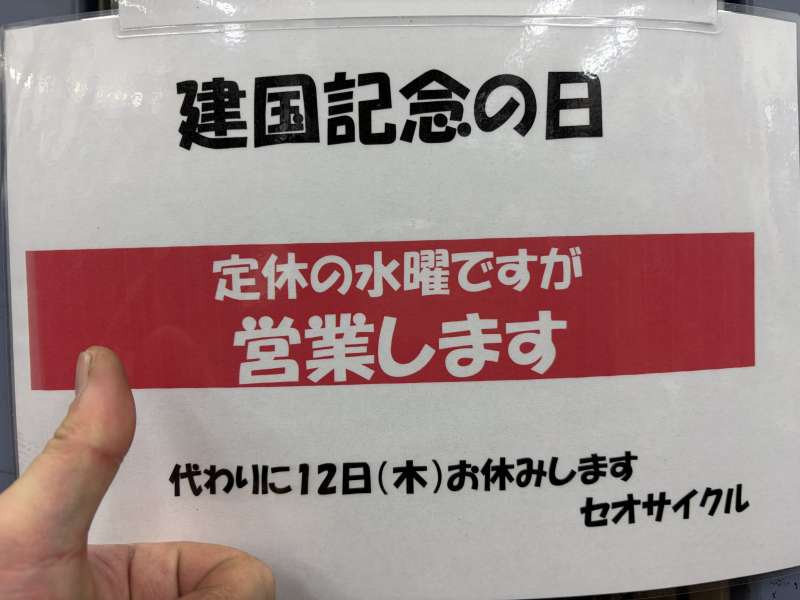 建国記念の日
定休の水曜ですが
営業します
代わりに12日(木)お休みします
セオサイクル